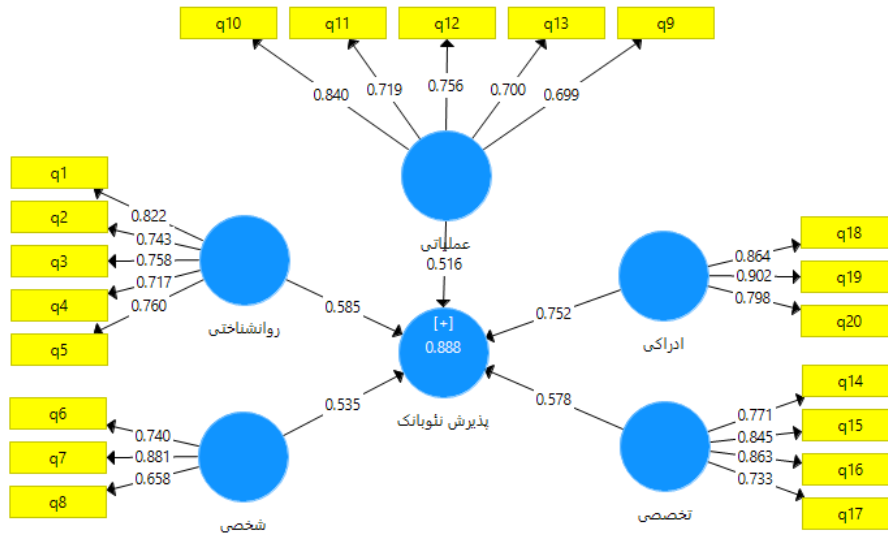 q10
q11
q12
q13
q9
0.840
0.719
0.756
0.700
0.699
عملیاتی
0.516
q1
q2
q3
q4
q5
0.822
0.743
0.758
0.717
0.760
روانشناختی
0.585
q18
q19
q20
0.864
0.902
0.798
ادراکی
0.752
[+]
0.888
پذیرش نئوبانک
q6
q7
q8
0.740
0.881
0.658
شخصی
0.535
q14
q15
q16
q17
0.771
0.845
0.863
0.733
تخصصی
0.578